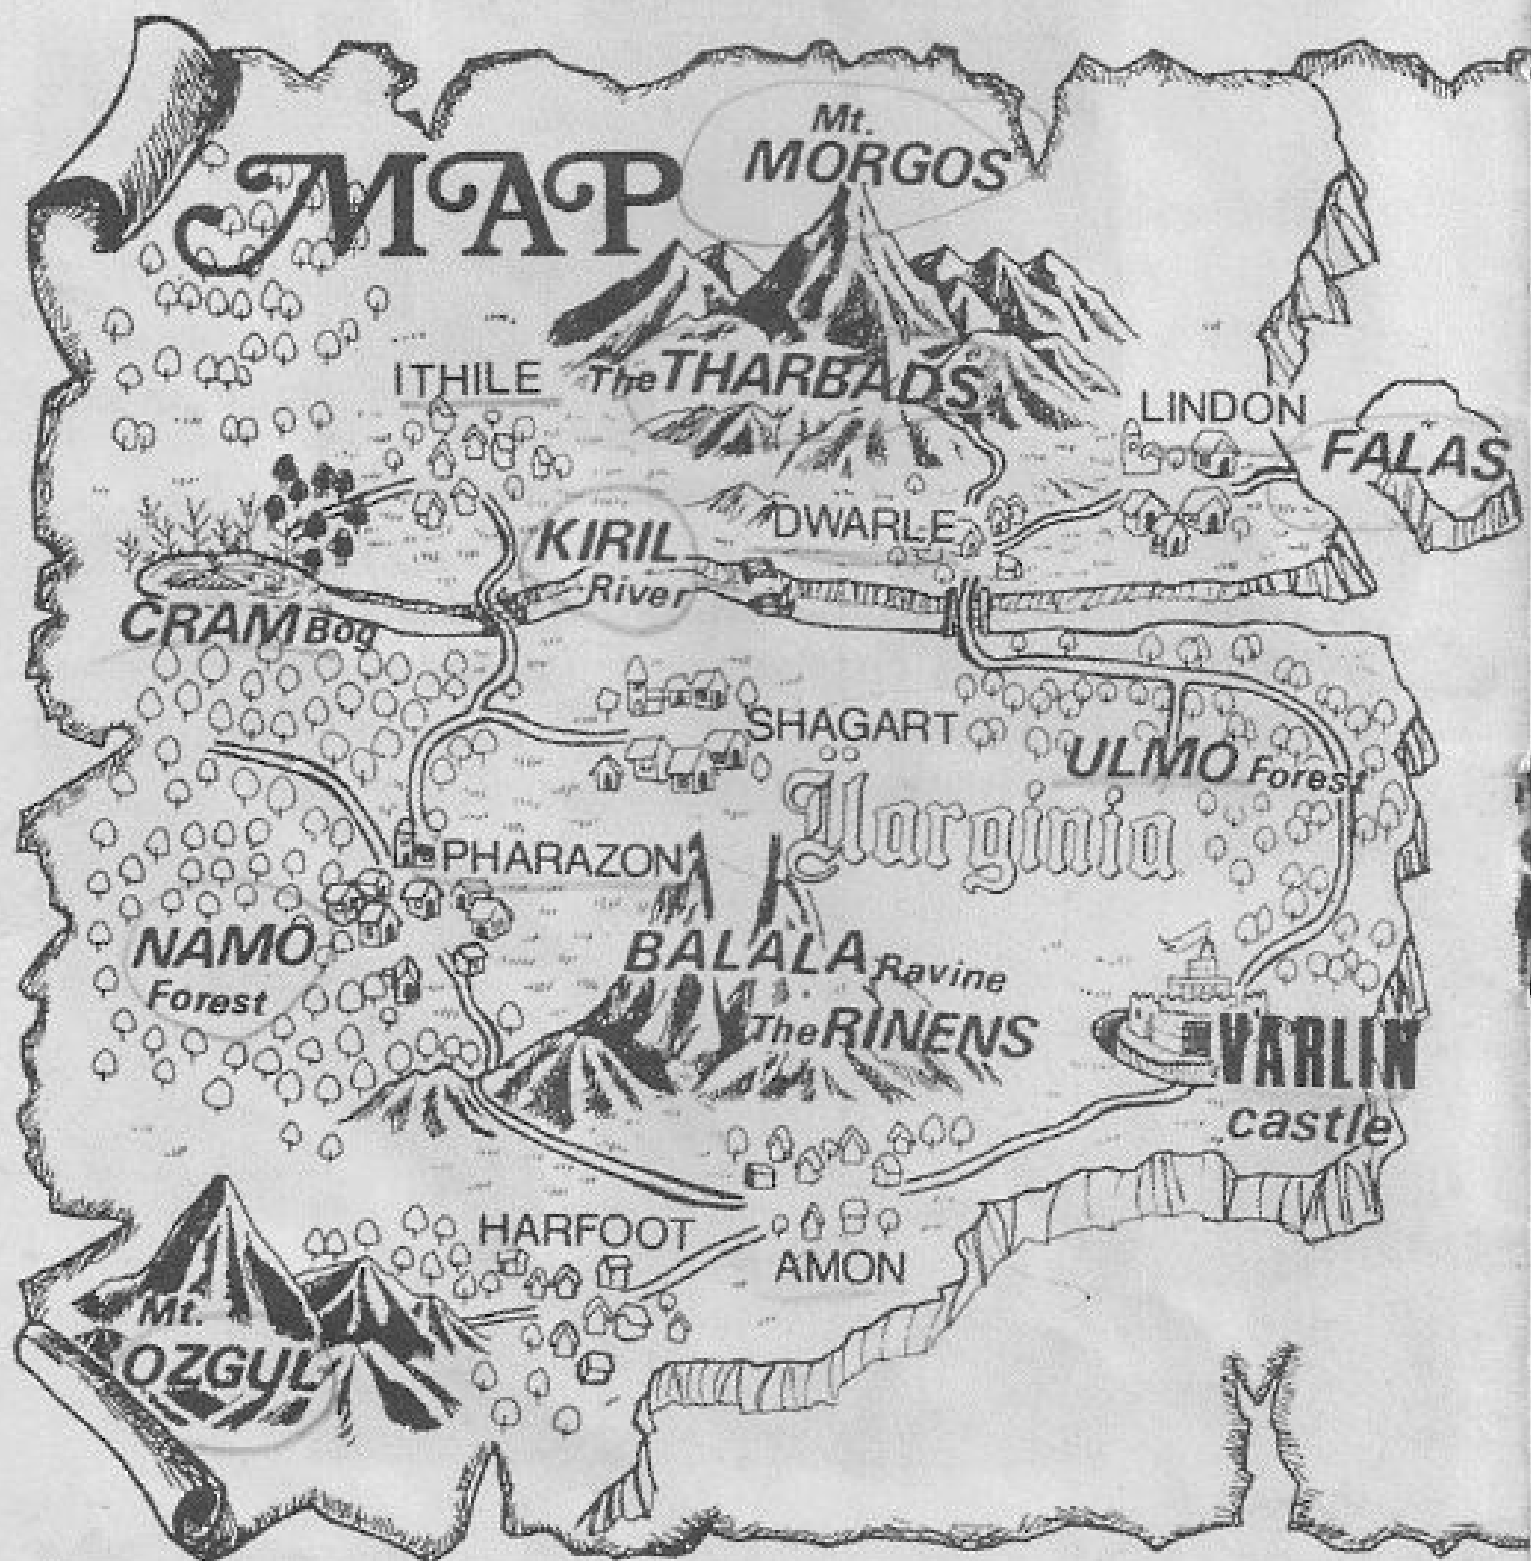 MAP
Mt.
MORGOS
ITHILE
The THARBADS
LINDON
FALAS
KIRIL
River
DWARLE
CRAM Bog
SHAGART
ULMO Forest
Üarginia
PHARAZON
NAMO
Forest
BALALA Ravine
The RINENS
VARLIN
castle
HARFOOT
AMON
Mt.
OZGUL